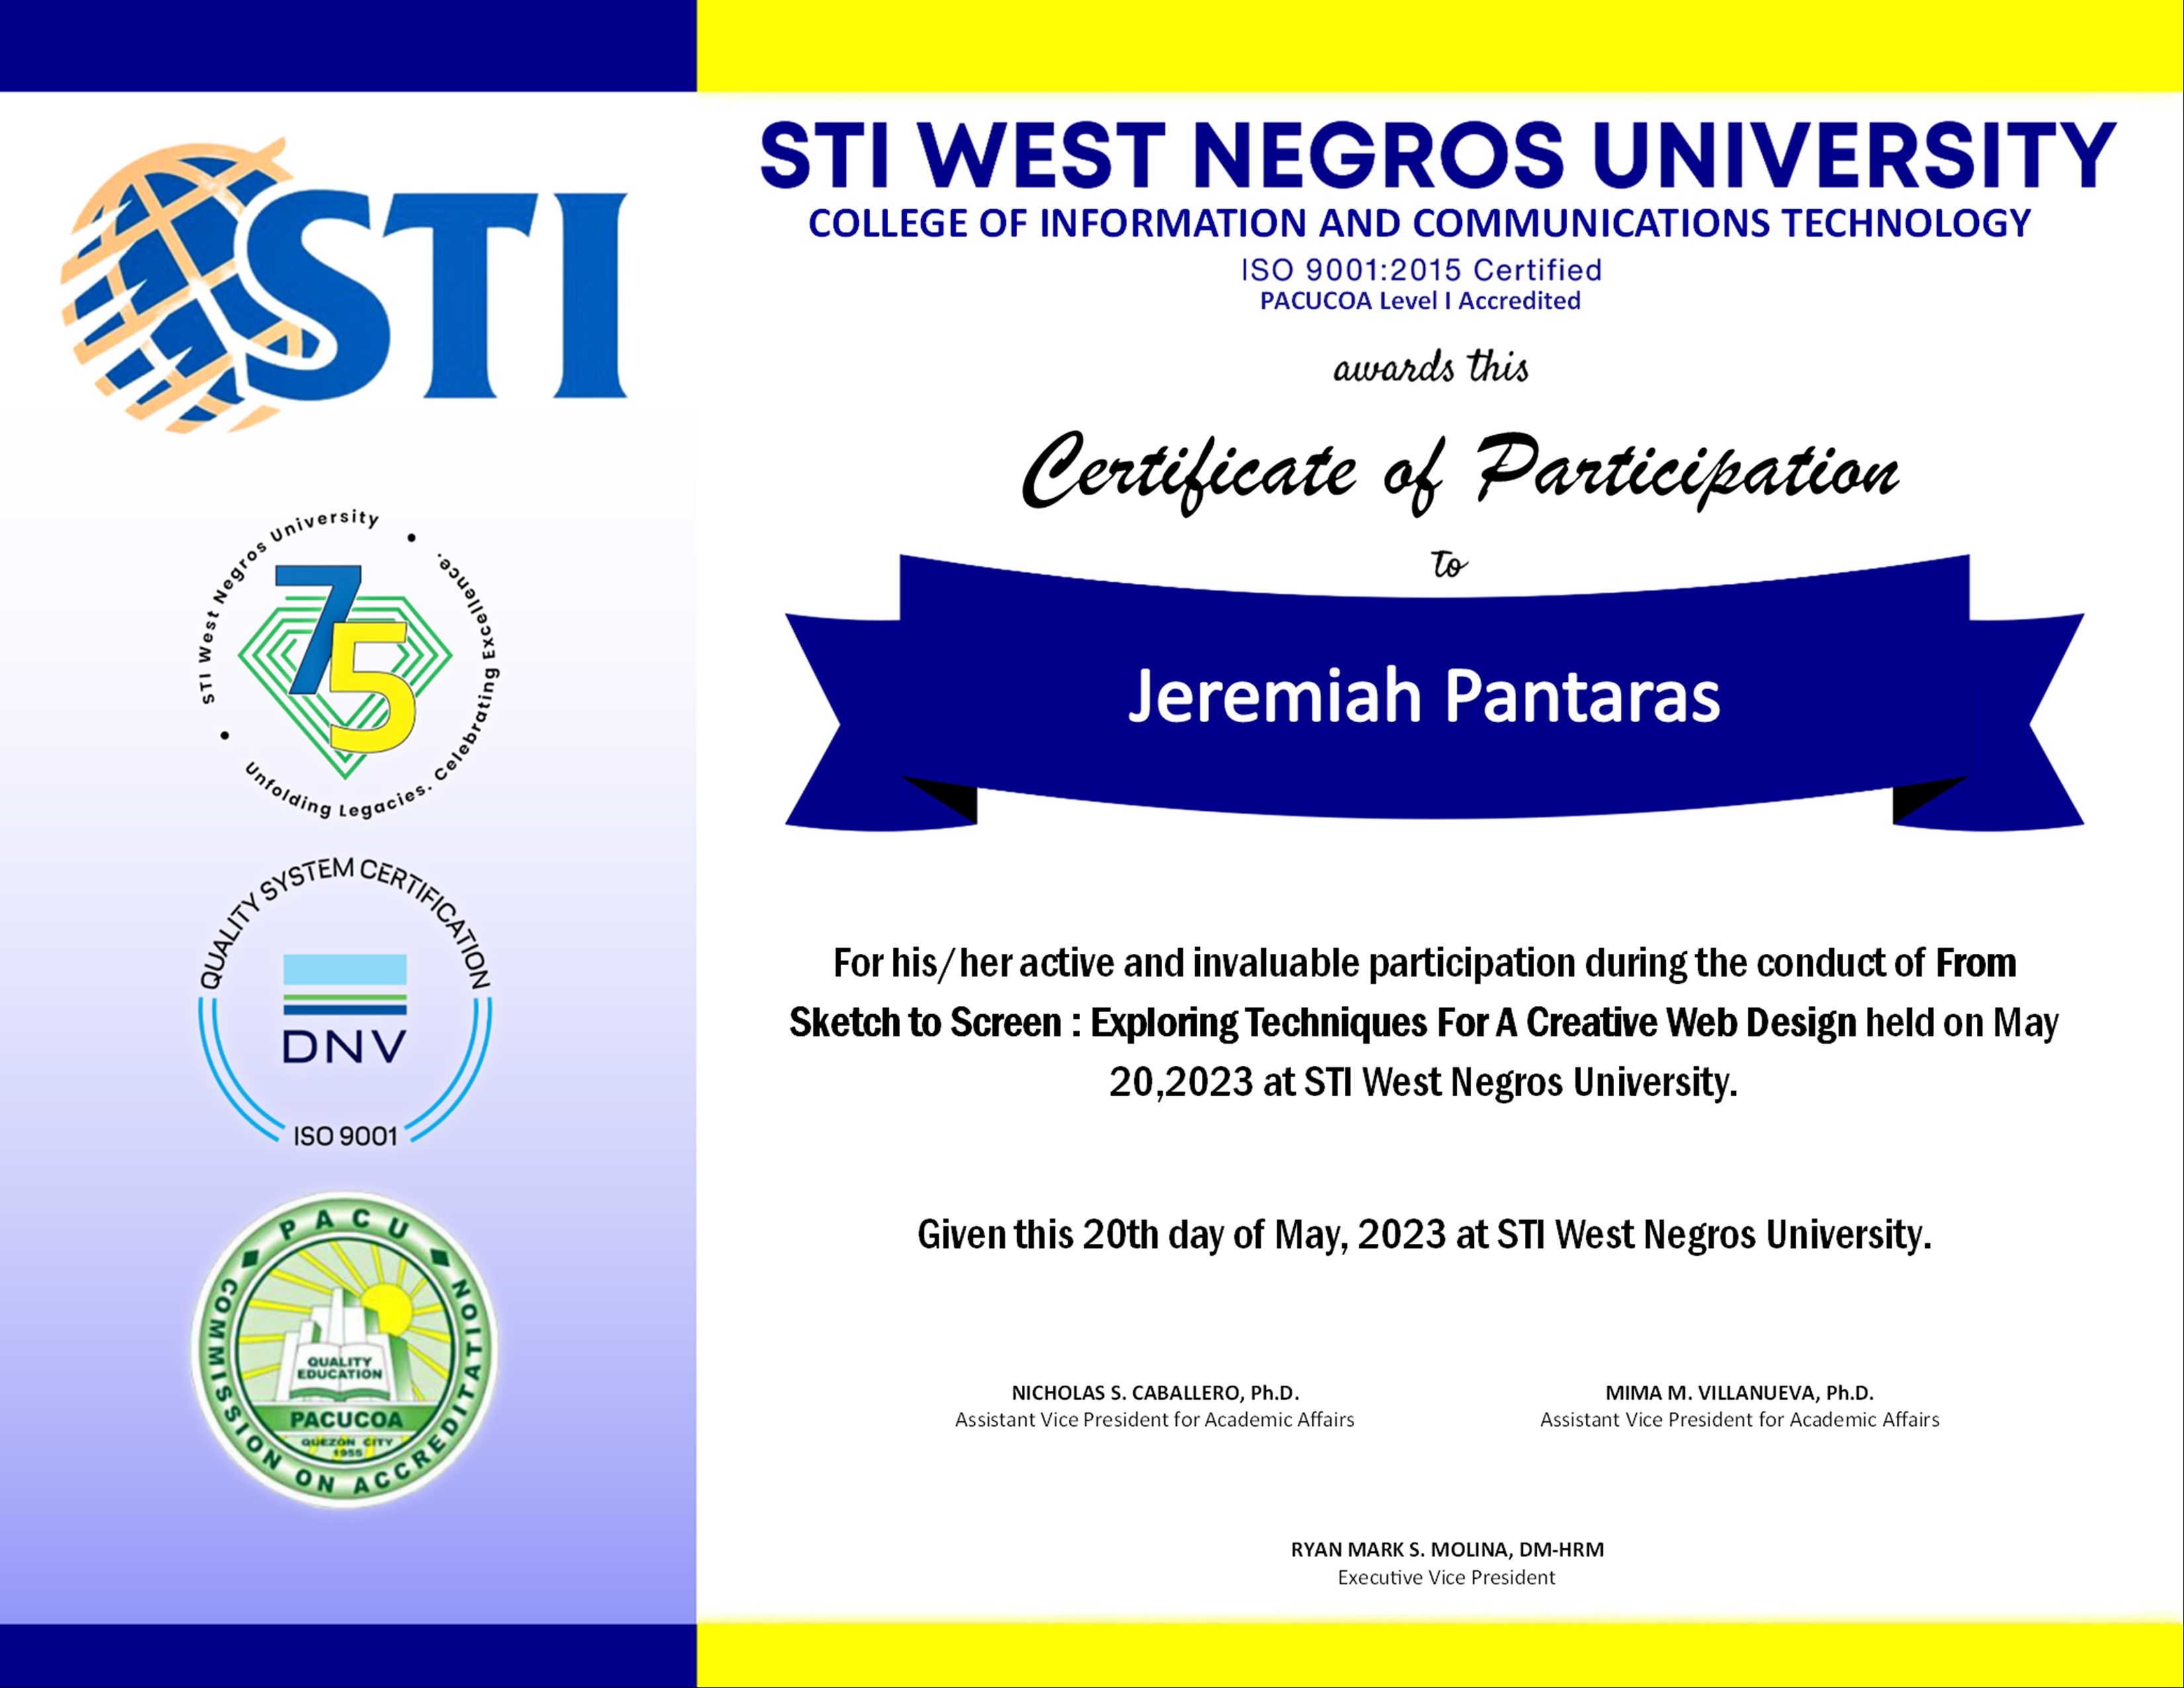 STI
STI WEST NEGROS UNIVERSITY
COLLEGE OF INFORMATION AND COMMUNICATIONS TECHNOLOGY
ISO 9001:2015 Certified
PACUCOA Level I Accredited
awards this
Certificate of Participation
to
Jeremiah Pantaras
For his/her active and invaluable participation during the conduct of From
Sketch to Screen : Exploring Techniques For A Creative Web Design held on May
20,2023 at STI West Negros University.
Given this 20th day of May, 2023 at STI West Negros University.
NICHOLAS S. CABALLERO, Ph.D.
Assistant Vice President for Academic Affairs
MIMA M. VILLANUEVA, Ph.D.
Assistant Vice President for Academic Affairs
RYAN MARK S. MOLINA, DM-HRM
Executive Vice President
STI West Negros University
75
Unfolding Legacies. Celebrating Excellence.
QUALITY SYSTEM CERTIFICATION
DNV
ISO 9001
PACU
QUALITY
EDUCATION
PACUCOA
QUEZON CITY
1955
COMMISSION ON ACCREDITATION